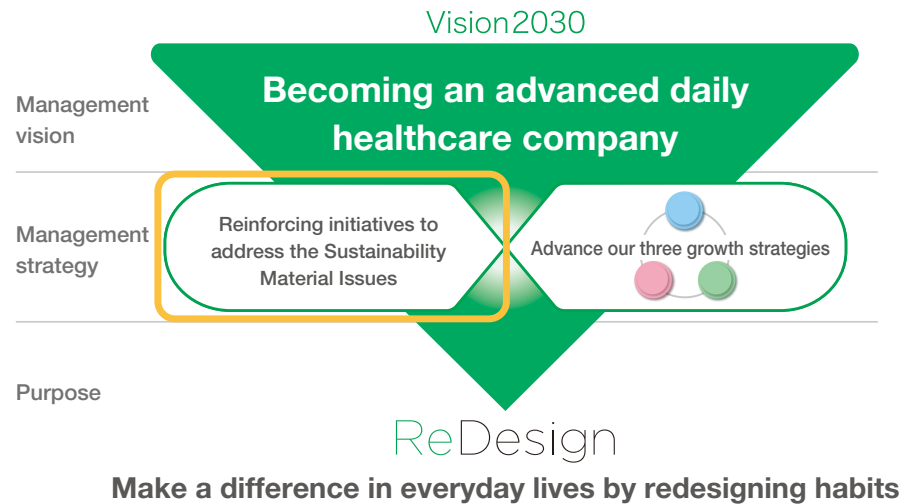 Vision2030
Management
vision
Becoming an advanced daily
healthcare company
Management
strategy
Reinforcing initiatives to
address the Sustainability
Material Issues
Advance our three growth strategies
Purpose
ReDesign
Make a difference in everyday lives by redesigning habits